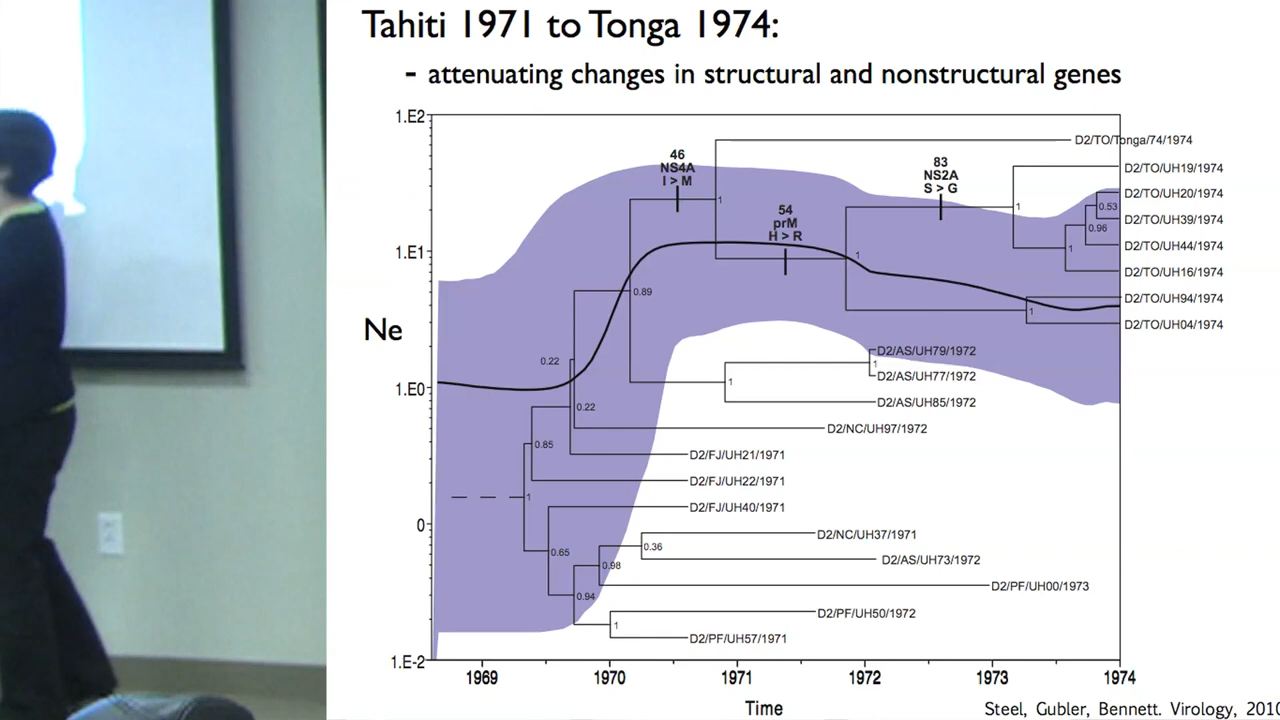 Tahiti 1971 to Tonga 1974:
- attenuating changes in structural and nonstructural genes
1.E2
1.E1
1.E0
0
1.E-2
Ne
46
NS4A
I > M
54
prM
H > R
83
NS2A
S > G
D2/TO/Tonga/74/1974
D2/TO/UH19/1974
D2/TO/UH20/1974
D2/TO/UH39/1974
D2/TO/UH44/1974
D2/TO/UH16/1974
D2/TO/UH94/1974
D2/TO/UH04/1974
D2/AS/UH79/1972
D2/AS/UH77/1972
D2/AS/UH85/1972
D2/NC/UH97/1972
D2/FJ/UH21/1971
D2/FJ/UH22/1971
D2/FJ/UH40/1971
D2/NC/UH37/1971
D2/AS/UH73/1972
D2/PF/UH00/1973
D2/PF/UH50/1972
D2/PF/UH57/1971
1
1
0.53
0.96
1
1
1
0.89
0.22
1
1
0.22
0.85
1
0.65
0.36
0.98
0.94
1
1969 1970 1971 1972 1973 1974
Time
Steel, Gubler, Bennett. Virology, 2010